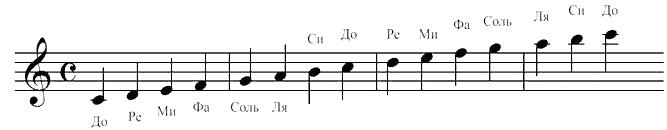 До Ре Ми Фа Соль Ля Си До Ре Ми Фа Соль Ля Си До